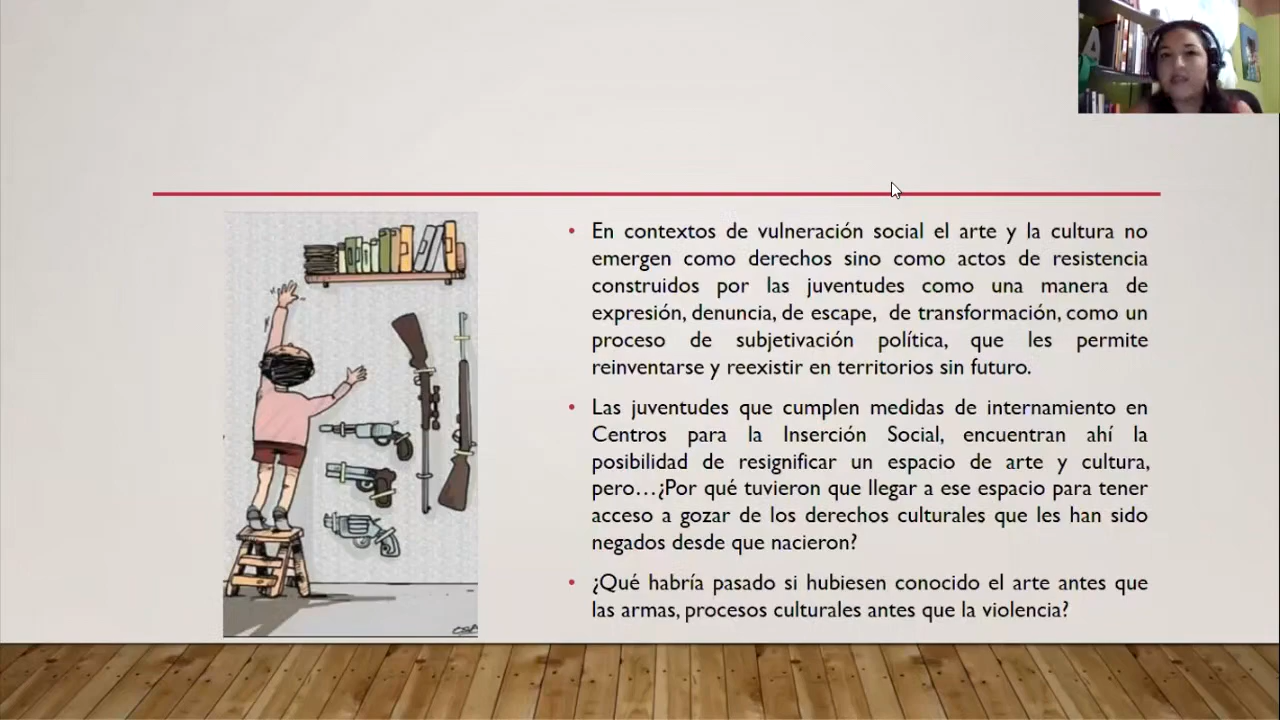 En contextos de vulneración social el arte y la cultura no
emergen como derechos sino como actos de resistencia
construidos por las juventudes como una manera de
expresión, denuncia, de escape, de transformación, como un
proceso de subjetivación política, que les permite
reinventarse y reexistir en territorios sin futuro.
Las juventudes que cumplen medidas de internamiento en
Centros para la Inserción Social, encuentran ahí la
posibilidad de resignificar un espacio de arte y cultura,
pero…¿Por qué tuvieron que llegar a ese espacio para tener
acceso a gozar de los derechos culturales que les han sido
negados desde que nacieron?
¿Qué habría pasado si hubiesen conocido el arte antes que
las armas, procesos culturales antes que la violencia?